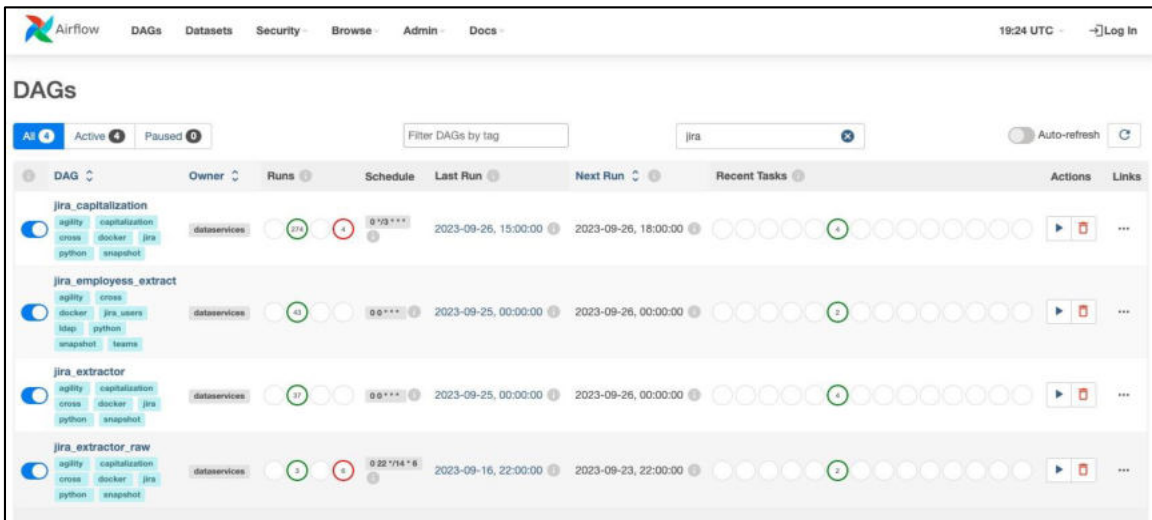 Airflow DAGs Datasets Security Browse Admin Docs 19:24 UTC Log In
DAGs
All 4 Active 4 Paused 0 Filter DAGs by tag jira Auto-refresh
DAG Owner Runs Schedule Last Run Next Run Recent Tasks Actions Links
jira_capitalization
agility capitalization
cross docker jira
python snapshot
dataservices 274 4 0 */3 * * * 2023-09-26, 15:00:00 2023-09-26, 18:00:00 4
jira_employess_extract
agility cross
docker jira_users
ldap python
snapshot teams
dataservices 43 0 0 * * * 2023-09-25, 00:00:00 2023-09-26, 00:00:00 2
jira_extractor
agility capitalization
cross docker jira
python snapshot
dataservices 37 0 0 * * * 2023-09-25, 00:00:00 2023-09-26, 00:00:00 4
jira_extractor_raw
agility capitalization
cross docker jira
python snapshot
dataservices 3 6 0 22 */14 * 6 2023-09-16, 22:00:00 2023-09-23, 22:00:00 2